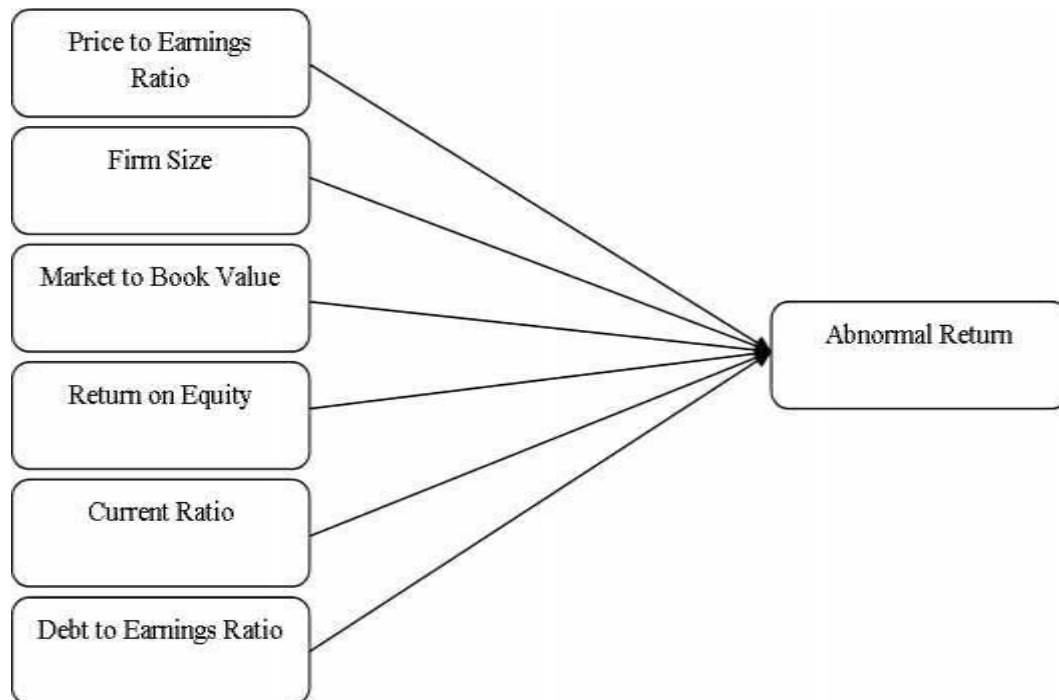 Price to Earnings
Ratio
Firm Size
Market to Book Value
Return on Equity
Current Ratio
Debt to Earnings Ratio
Abnormal Return